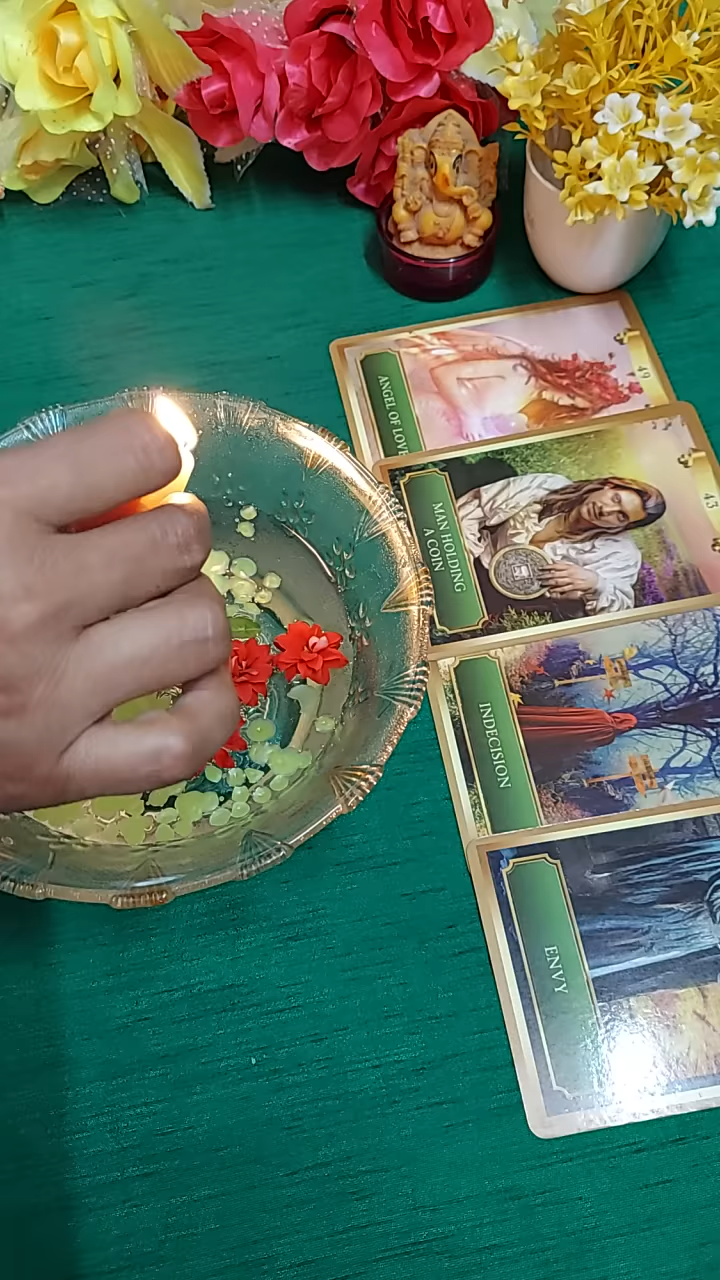 49
ANGEL OF LOVE
43
MAN HOLDING
A COIN
INDECISION
ENVY